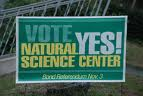 VOTE
NATURAL YES!
SCIENCE CENTER
Bond Referendum Nov. 3